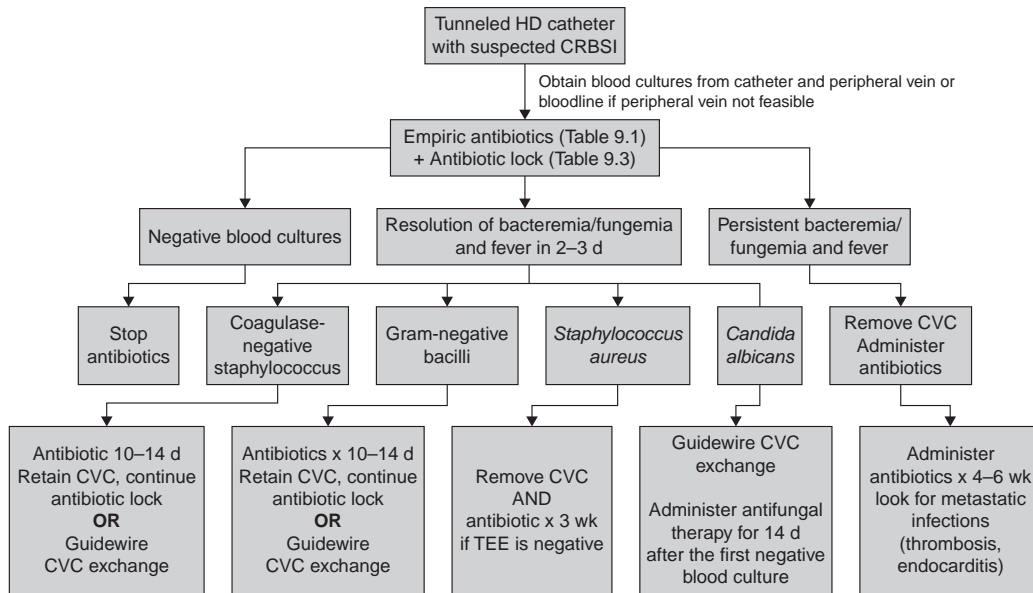 Tunneled HD catheter
with suspected CRBSI
Obtain blood cultures from catheter and peripheral vein or
bloodline if peripheral vein not feasible
Empiric antibiotics (Table 9.1)
+ Antibiotic lock (Table 9.3)
Negative blood cultures
Resolution of bacteremia/fungemia
and fever in 2–3 d
Persistent bacteremia/
fungemia and fever
Stop
antibiotics
Coagulase-
negative
staphylococcus
Gram-negative
bacilli
Staphylococcus
aureus
Candida
albicans
Remove CVC
Administer
antibiotics
Antibiotic 10–14 d
Retain CVC, continue
antibiotic lock
OR
Guidewire
CVC exchange
Antibiotics x 10–14 d
Retain CVC, continue
antibiotic lock
OR
Guidewire
CVC exchange
Remove CVC
AND
antibiotic x 3 wk
if TEE is negative
Guidewire CVC
exchange
Administer antifungal
therapy for 14 d
after the first negative
blood culture
Administer
antibiotics x 4–6 wk
look for metastatic
infections
(thrombosis,
endocarditis)